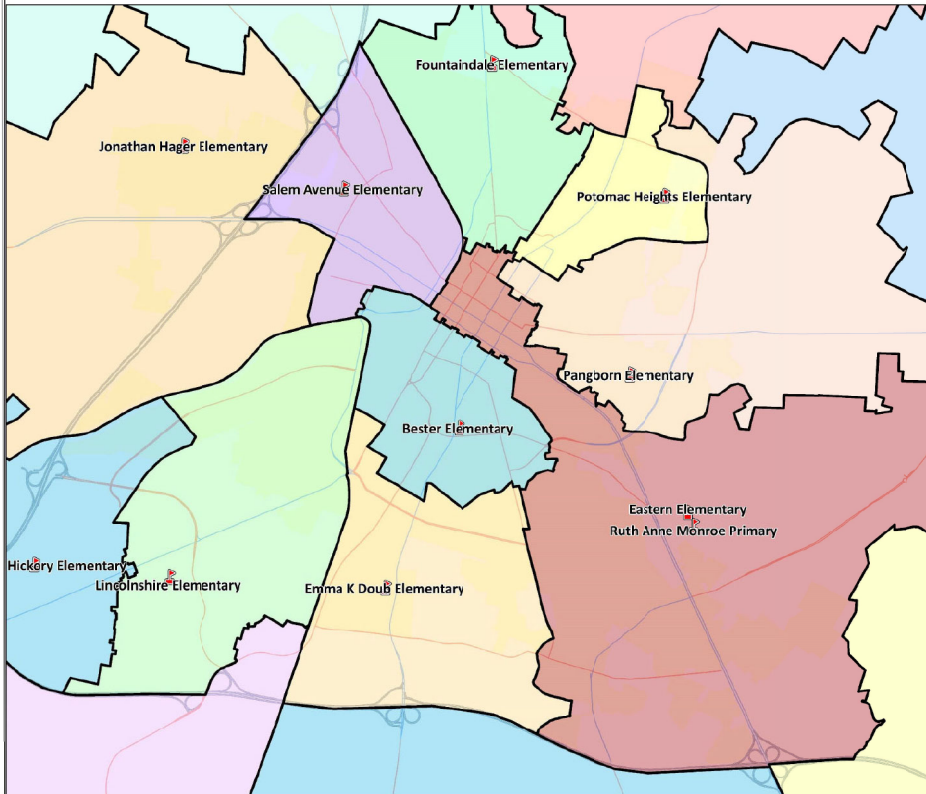 Fountaindale Elementary
Jonathan Hager Elementary
Salem Avenue Elementary
Potomac Heights Elementary
Pangborn Elementary
Bester Elementary
Eastern Elementary
Ruth Anne Monroe Primary
Hickory Elementary
Lincolnshire Elementary
Emma K Doub Elementary